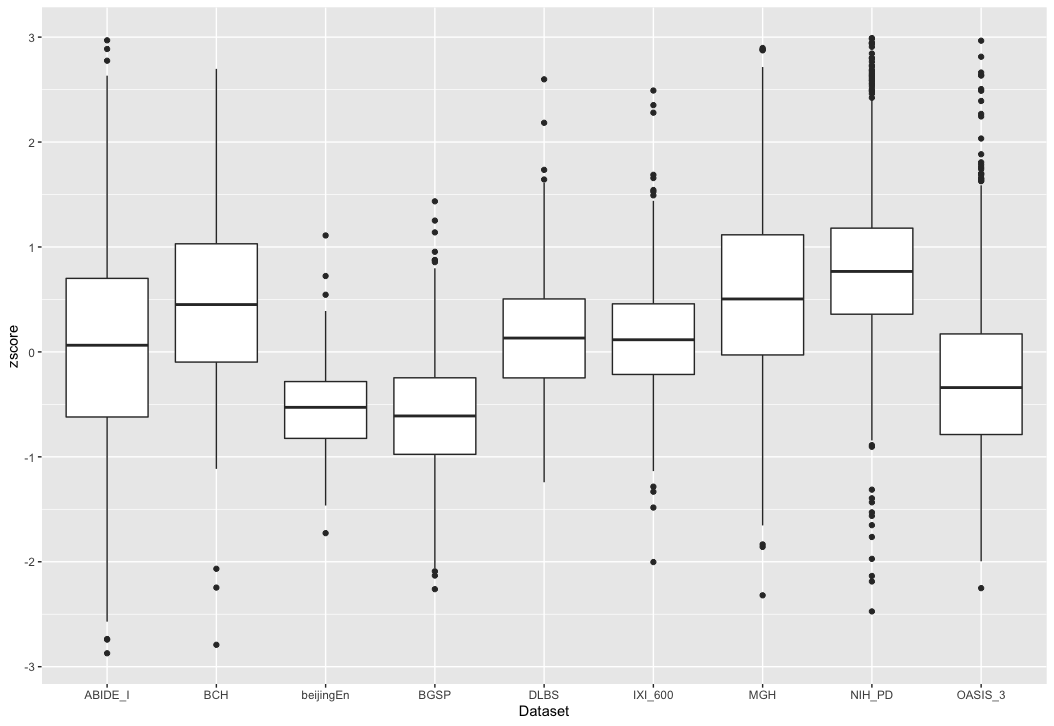 zscore
3
2
1
0
-1
-2
-3
ABIDE_I BCH beijingEn BGSP DLBS IXI_600 MGH NIH_PD OASIS_3
Dataset